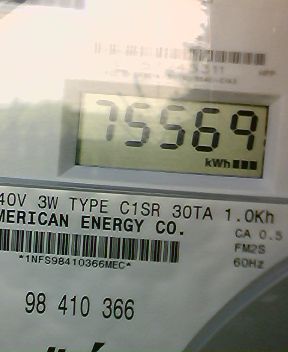 75569
kWh
40V 3W TYPE C1SR 30TA 1.0Kh
MERICAN ENERGY CO.
CA 0.5
FM2S
*1NFS98410366MEC*
60Hz
98 410 366